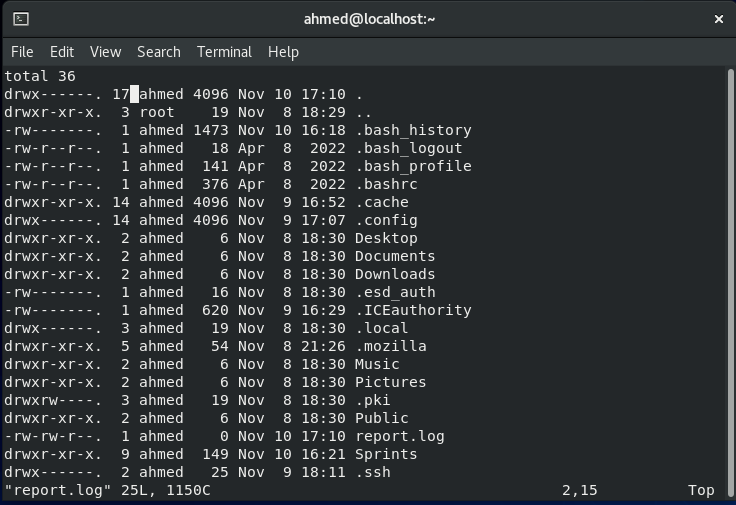 ahmed@localhost:~
File Edit View Search Terminal Help
total 36
drwx------. 17 ahmed 4096 Nov 10 17:10 .
drwxr-xr-x.  3 root    19 Nov  8 18:29 ..
-rw-------.  1 ahmed 1473 Nov 10 16:18 .bash_history
-rw-r--r--.  1 ahmed   18 Apr  8  2022 .bash_logout
-rw-r--r--.  1 ahmed  141 Apr  8  2022 .bash_profile
-rw-r--r--.  1 ahmed  376 Apr  8  2022 .bashrc
drwxr-xr-x. 14 ahmed 4096 Nov  9 16:52 .cache
drwx------. 14 ahmed 4096 Nov  9 17:07 .config
drwxr-xr-x.  2 ahmed    6 Nov  8 18:30 Desktop
drwxr-xr-x.  2 ahmed    6 Nov  8 18:30 Documents
drwxr-xr-x.  2 ahmed    6 Nov  8 18:30 Downloads
-rw-------.  1 ahmed   16 Nov  8 18:30 .esd_auth
-rw-------.  1 ahmed  620 Nov  9 16:29 .ICEauthority
drwx------.  3 ahmed   19 Nov  8 18:30 .local
drwxr-xr-x.  5 ahmed   54 Nov  8 21:26 .mozilla
drwxr-xr-x.  2 ahmed    6 Nov  8 18:30 Music
drwxr-xr-x.  2 ahmed    6 Nov  8 18:30 Pictures
drwxrw----.  3 ahmed   19 Nov  8 18:30 .pki
drwxr-xr-x.  2 ahmed    6 Nov  8 18:30 Public
-rw-rw-r--.  1 ahmed    0 Nov 10 17:10 report.log
drwxr-xr-x.  9 ahmed  149 Nov 10 16:21 Sprints
drwx------.  2 ahmed   25 Nov  9 18:11 .ssh
"report.log" 25L, 1150C 2,15 Top